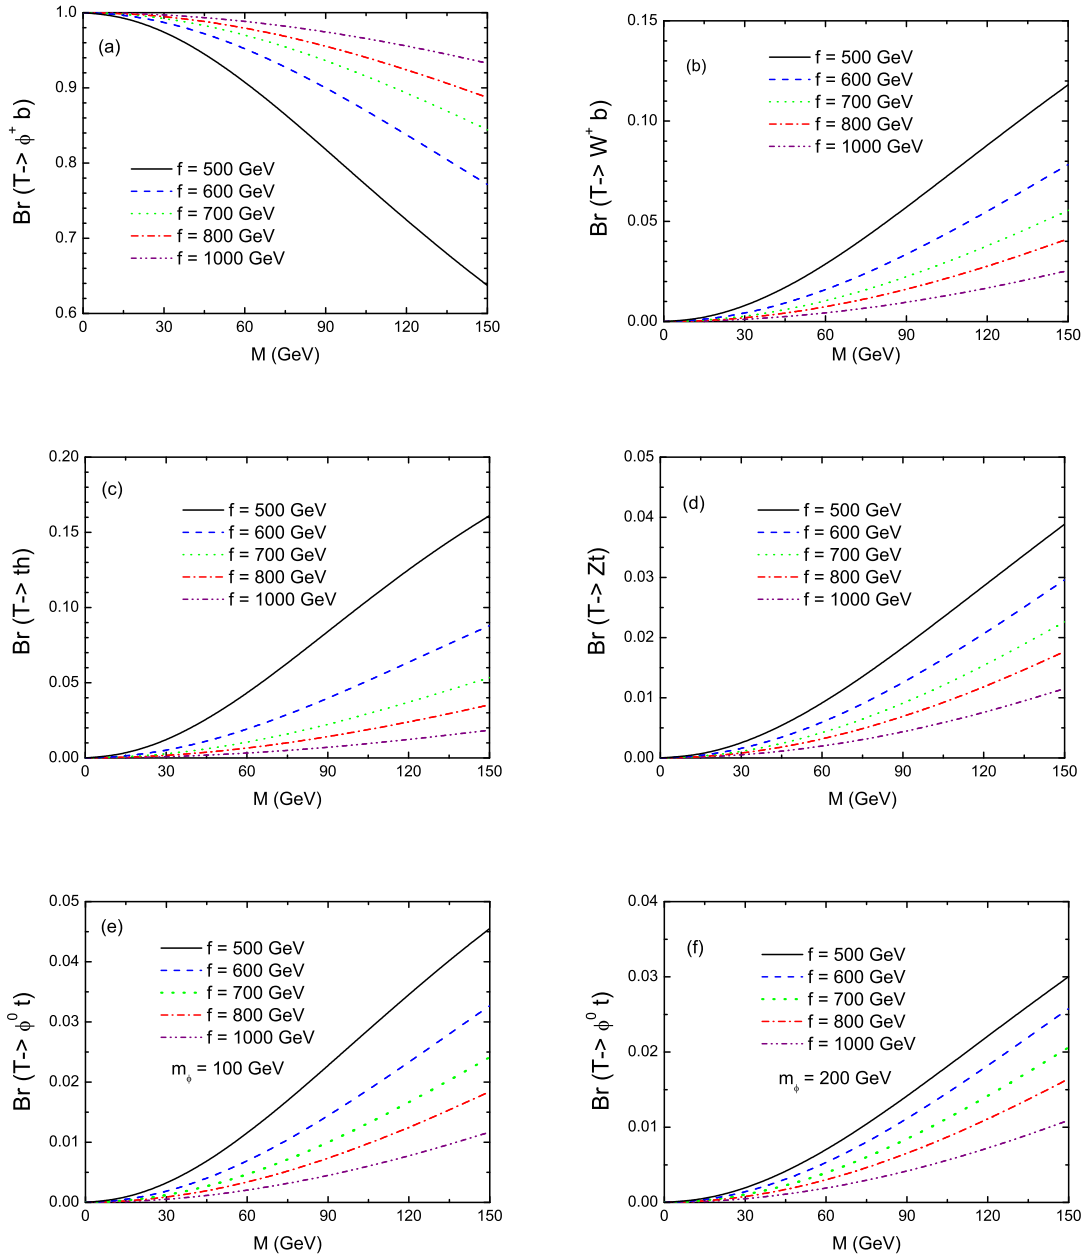 (a)
Br (T-> ϕ⁺ b)
1.0
0.9
0.8
0.7
0.6
f = 500 GeV
f = 600 GeV
f = 700 GeV
f = 800 GeV
f = 1000 GeV
0 30 60 90 120 150
M (GeV)
(b)
Br (T-> W⁺ b)
0.15
0.10
0.05
0.00
f = 500 GeV
f = 600 GeV
f = 700 GeV
f = 800 GeV
f = 1000 GeV
0 30 60 90 120 150
M (GeV)
(c)
Br (T-> th)
0.20
0.15
0.10
0.05
0.00
f = 500 GeV
f = 600 GeV
f = 700 GeV
f = 800 GeV
f = 1000 GeV
0 30 60 90 120 150
M (GeV)
(d)
Br (T-> Zt)
0.05
0.04
0.03
0.02
0.01
0.00
f = 500 GeV
f = 600 GeV
f = 700 GeV
f = 800 GeV
f = 1000 GeV
0 30 60 90 120 150
M (GeV)
(e)
Br (T-> ϕ⁰ t)
0.05
0.04
0.03
0.02
0.01
0.00
f = 500 GeV
f = 600 GeV
f = 700 GeV
f = 800 GeV
f = 1000 GeV
m_ϕ = 100 GeV
0 30 60 90 120 150
M (GeV)
(f)
Br (T-> ϕ⁰ t)
0.04
0.03
0.02
0.01
0.00
f = 500 GeV
f = 600 GeV
f = 700 GeV
f = 800 GeV
f = 1000 GeV
m_ϕ = 200 GeV
0 30 60 90 120 150
M (GeV)